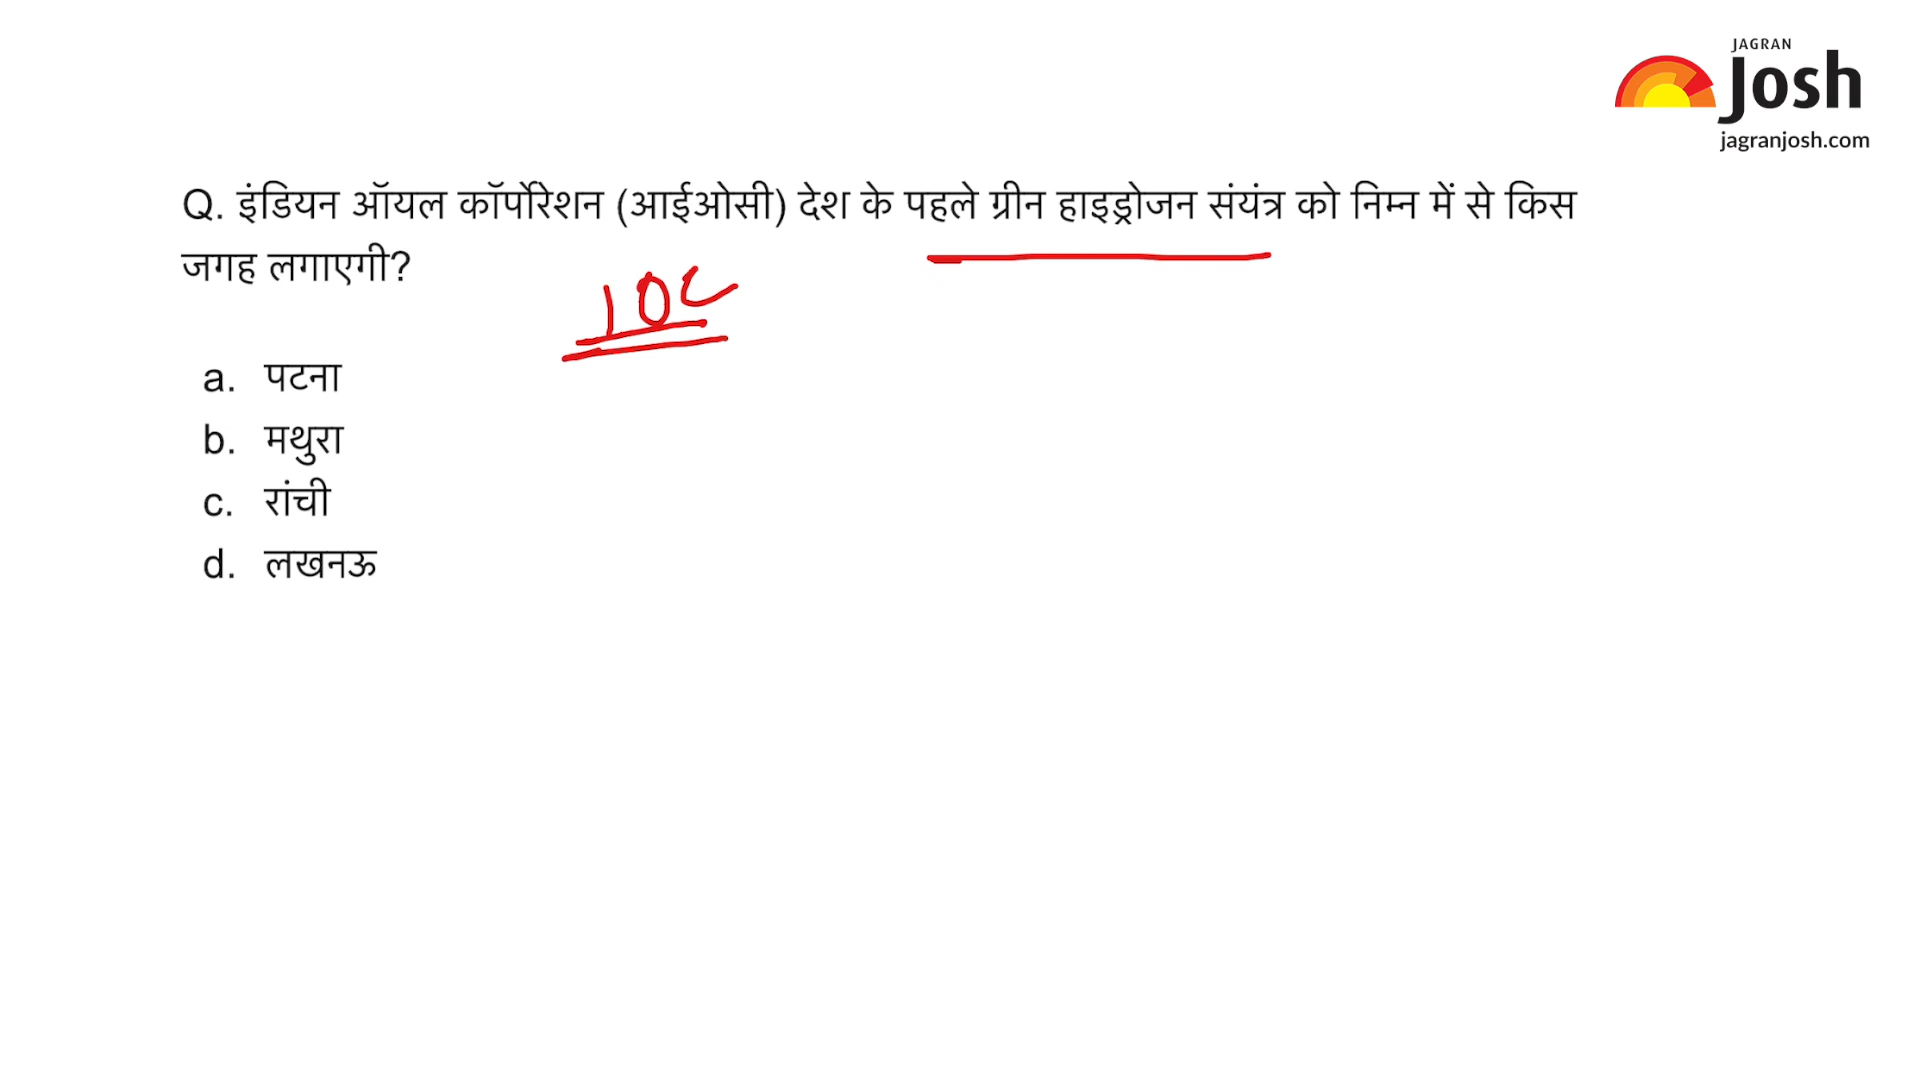 JAGRAN
Josh
jagranjosh.com
Q. इंडियन ऑयल कॉर्पोरेशन (आईओसी) देश के पहले ग्रीन हाइड्रोजन संयंत्र को निम्न में से किस
जगह लगाएगी?
IOC
a. पटना
b. मथुरा
c. रांची
d. लखनऊ